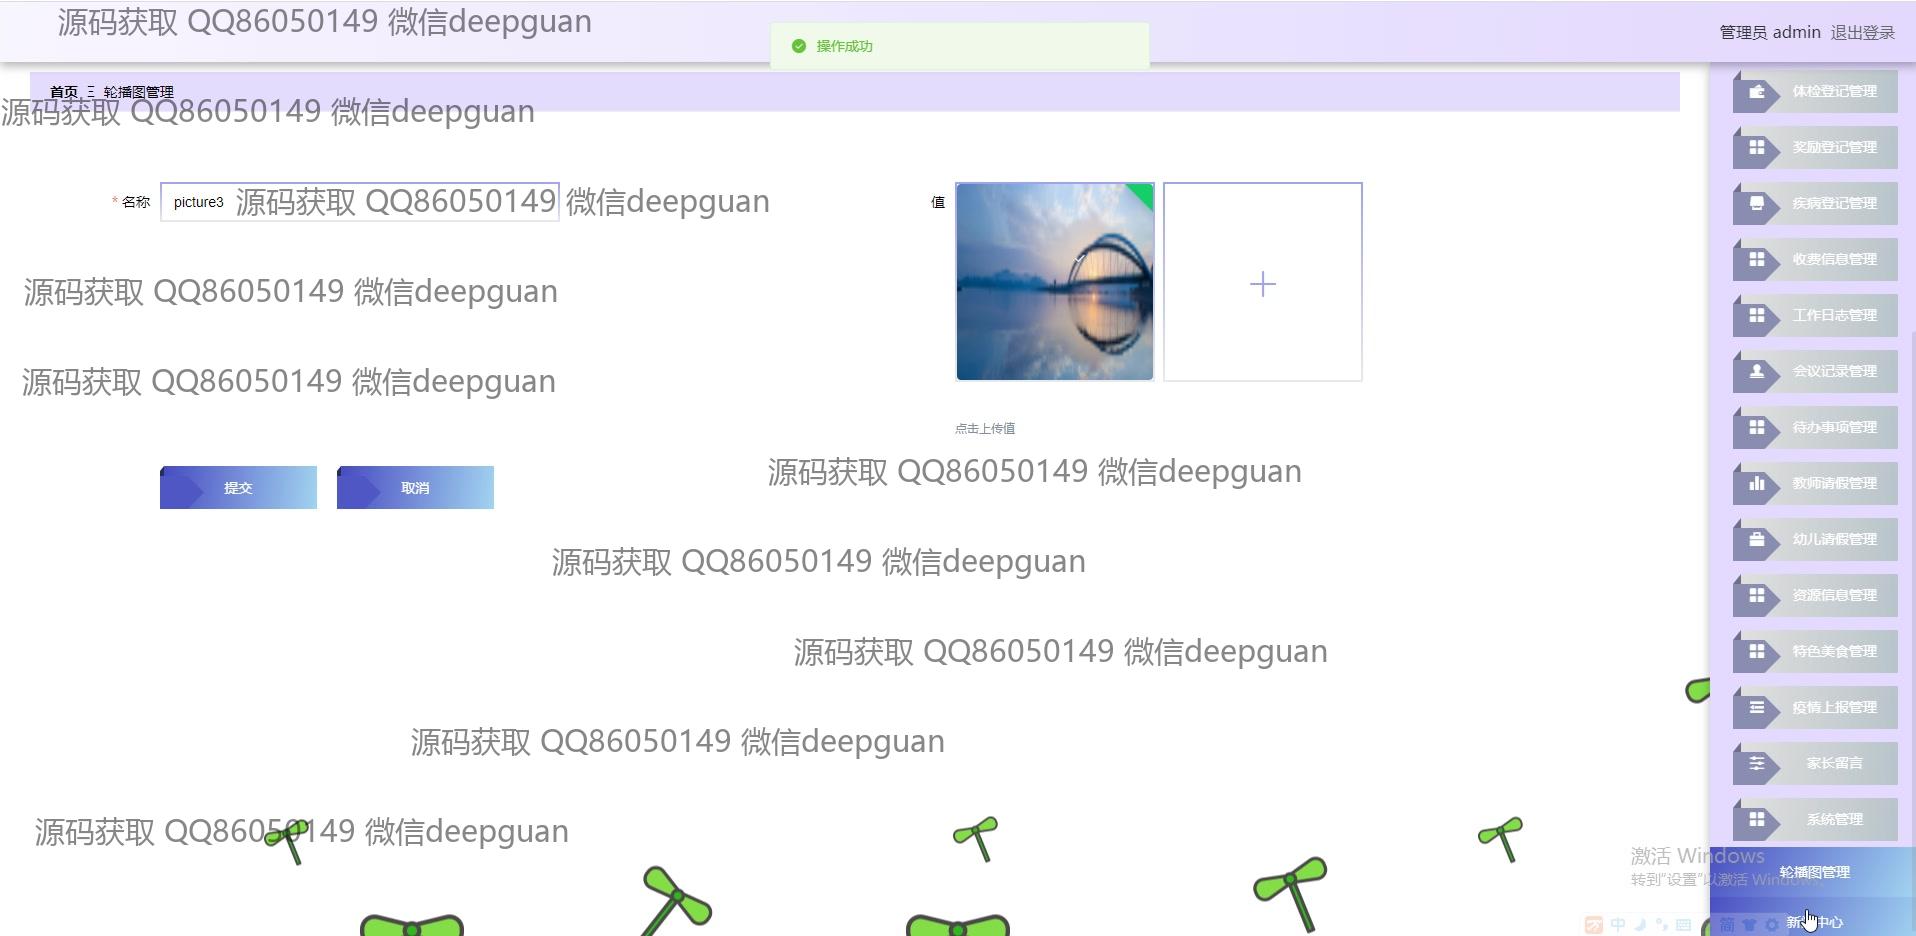 源码获取 QQ86050149 微信deepguan
操作成功
管理员 admin 退出登录
首页 轮播图管理
源码获取 QQ86050149 微信deepguan
* 名称 picture3
源码获取 QQ86050149 微信deepguan
值
源码获取 QQ86050149 微信deepguan
源码获取 QQ86050149 微信deepguan
点击上传值
源码获取 QQ86050149 微信deepguan
提交
取消
源码获取 QQ86050149 微信deepguan
源码获取 QQ86050149 微信deepguan
源码获取 QQ86050149 微信deepguan
源码获取 QQ86050149 微信deepguan
体检登记管理
奖励登记管理
疾病登记管理
收费信息管理
工作日志管理
会议记录管理
待办事项管理
教师请假管理
幼儿请假管理
资源信息管理
特色美食管理
疫情上报管理
家长留言
系统管理
激活 Windows
转到"设置"以激活 Windows。
轮播图管理
中 简
新 中心